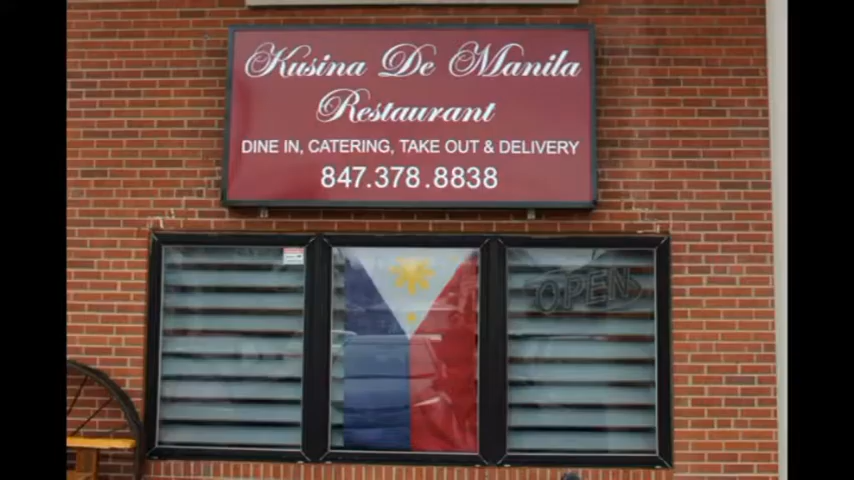 Kusina De Manila
Restaurant
DINE IN, CATERING, TAKE OUT & DELIVERY
847.378.8838
OPEN